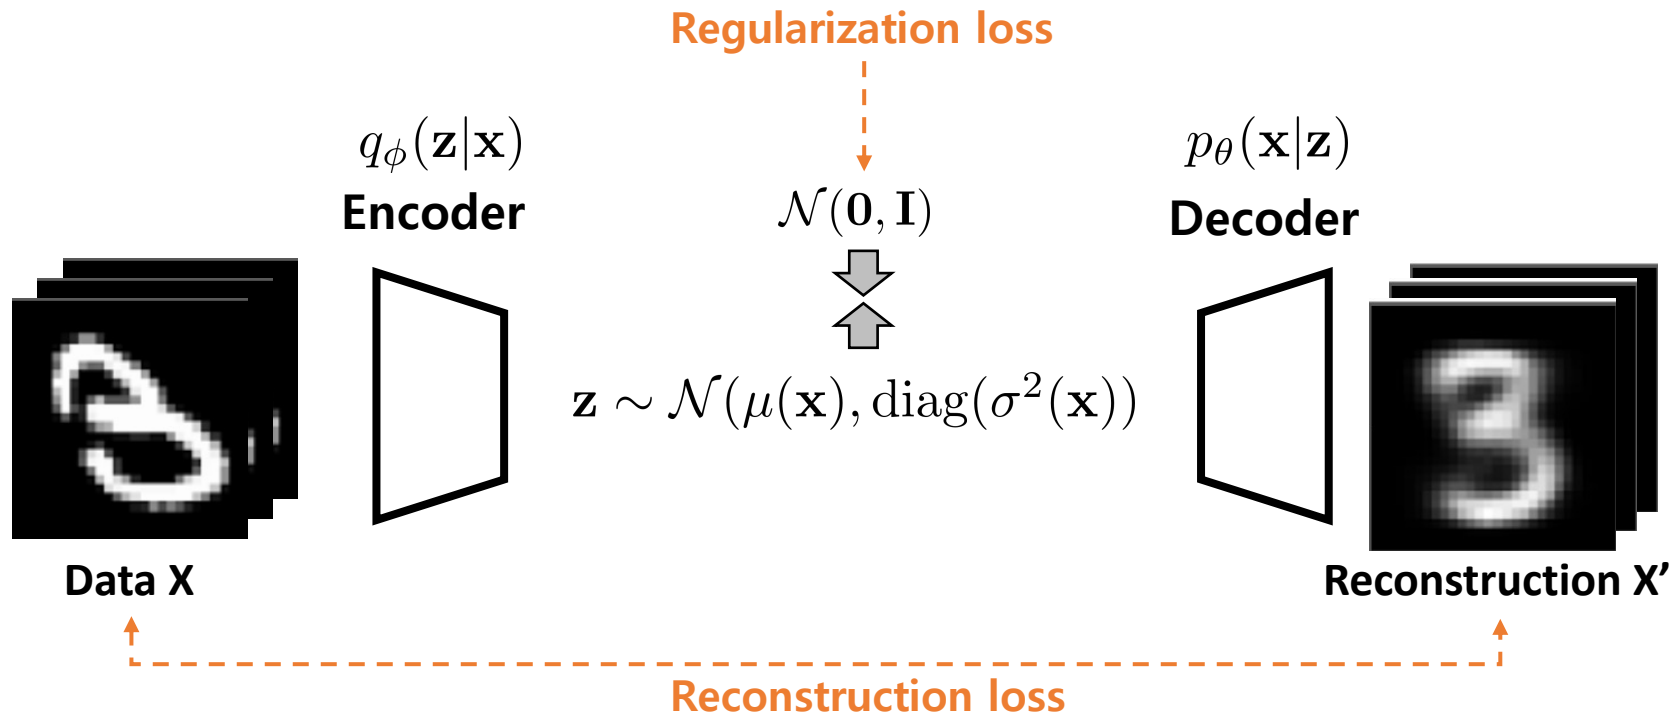 Regularization loss
qϕ(z|x)
Encoder
N(0, I)
pθ(x|z)
Decoder
z ∼ N(μ(x), diag(σ²(x)))
Data X
Reconstruction X’
Reconstruction loss